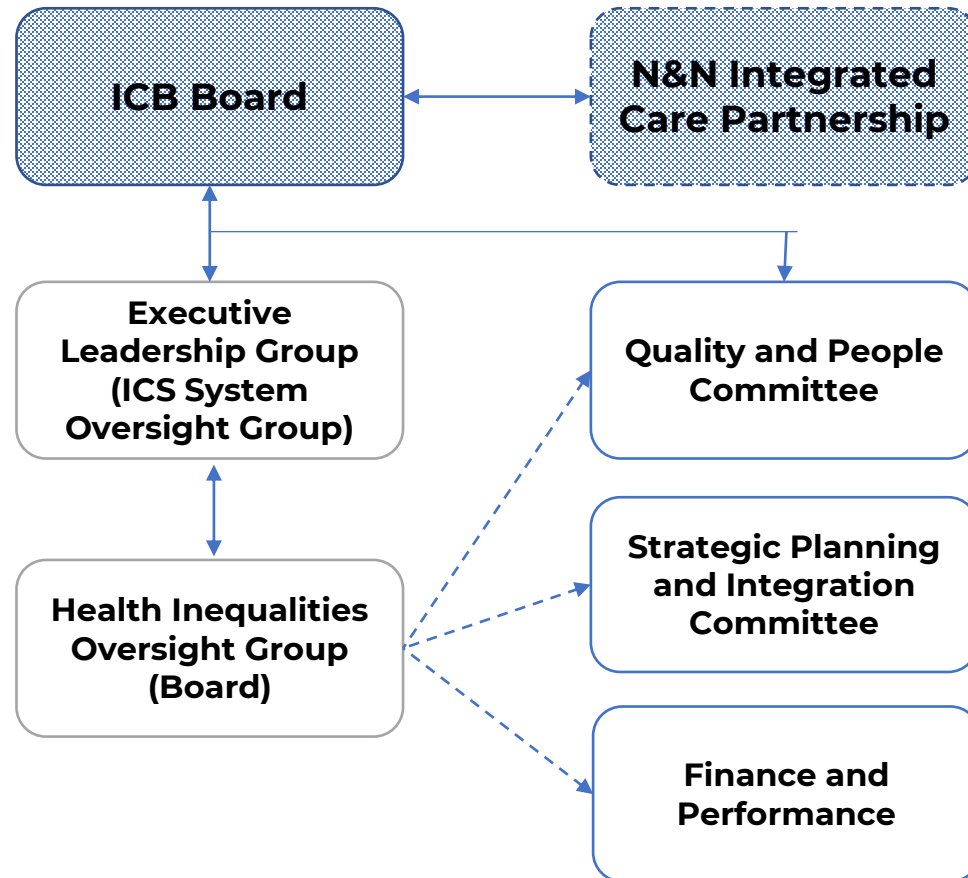 ICB Board
N&N Integrated
Care Partnership
Executive
Leadership Group
(ICS System
Oversight Group)
Quality and People
Committee
Health Inequalities
Oversight Group
(Board)
Strategic Planning
and Integration
Committee
Finance and
Performance